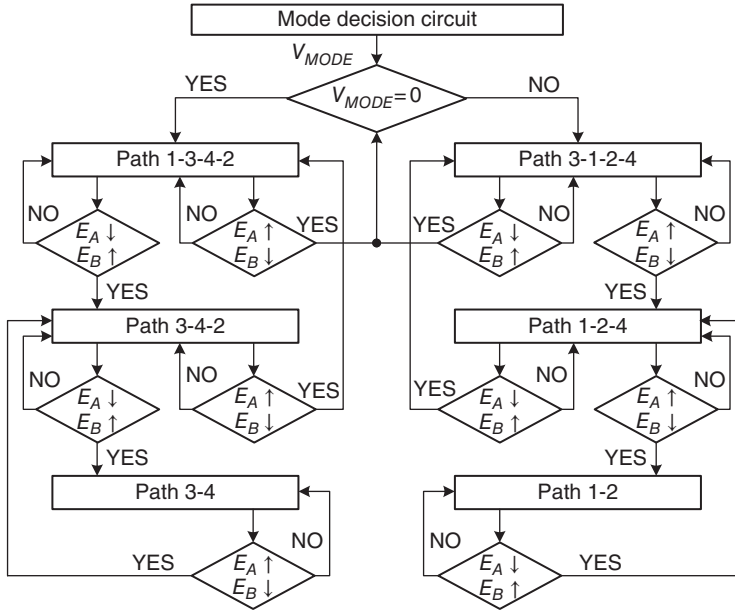 Mode decision circuit
V_MODE
YES
V_MODE = 0
NO
Path 1-3-4-2
Path 3-1-2-4
NO
E_A ↓
E_B ↑
NO
E_A ↑
E_B ↓
YES
YES
E_A ↓
E_B ↑
NO
E_A ↑
E_B ↓
NO
YES
YES
Path 3-4-2
Path 1-2-4
NO
E_A ↓
E_B ↑
NO
E_A ↑
E_B ↓
YES
YES
E_A ↓
E_B ↑
NO
E_A ↑
E_B ↓
NO
YES
YES
Path 3-4
Path 1-2
YES
E_A ↑
E_B ↓
NO
NO
E_A ↓
E_B ↑
YES